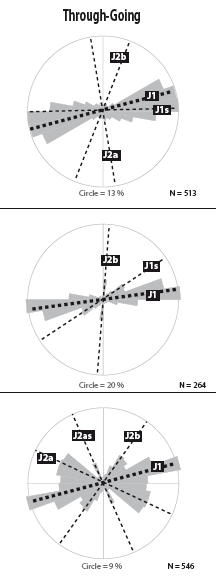 Through-Going
J2b
J1
J1s
J2a
Circle = 13 %
N = 513
J2b
J1s
J1
Circle = 20 %
N = 264
J2as
J2b
J2a
J1
Circle = 9 %
N = 546